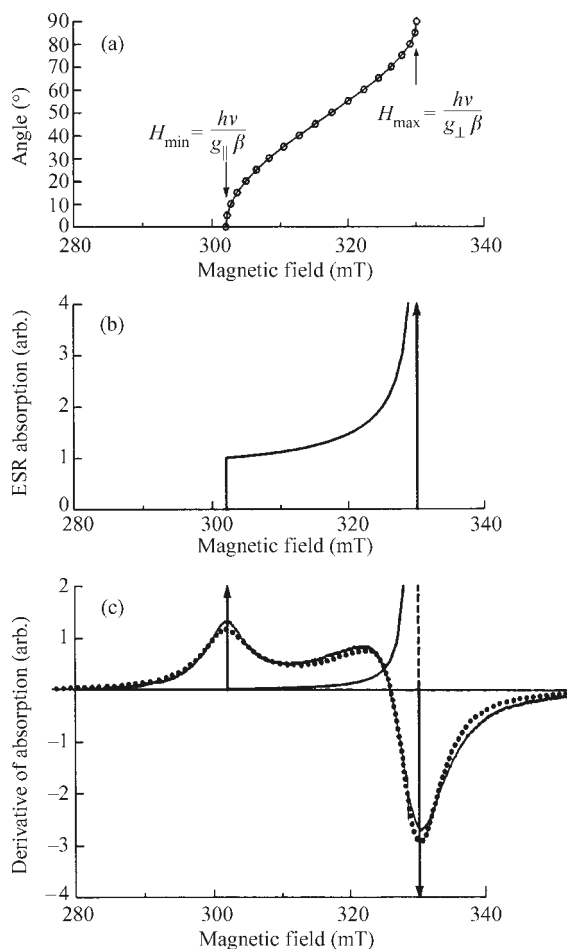 (a)
90
80
70
60
50
40
30
20
10
0
Angle (°)
H_min = hν / g_∥ β
H_max = hν / g_⊥ β
280 300 320 340
Magnetic field (mT)
(b)
4
3
2
1
0
ESR absorption (arb.)
280 300 320 340
Magnetic field (mT)
(c)
2
1
0
−1
−2
−3
−4
Derivative of absorption (arb.)
280 300 320 340
Magnetic field (mT)